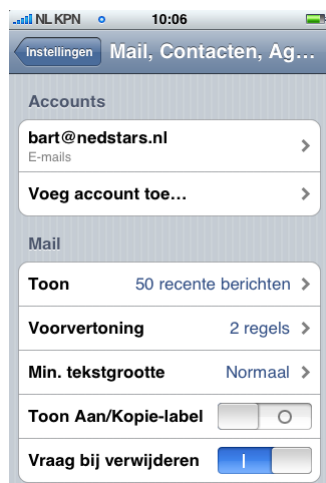 NL KPN 10:06
Instellingen Mail, Contacten, Ag...
Accounts
bart@nedstars.nl
E-mails
Voeg account toe...
Mail
Toon 50 recente berichten
Voorvertoning 2 regels
Min. tekstgrootte Normaal
Toon Aan/Kopie-label
Vraag bij verwijderen